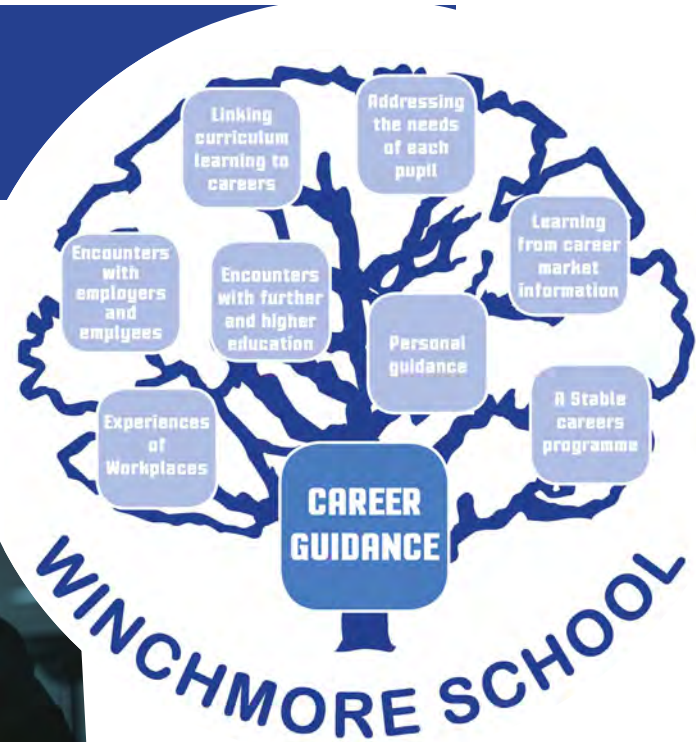 Linking
curriculum
learning to
careers
Addressing
the needs
of each
pupil
Learning
from career
market
information
Encounters
with
employers
and
emplyees
Encounters
with further
and higher
education
Personal
guidance
Experiences
of
Workplaces
A Stable
careers
programme
CAREER
GUIDANCE
WINCHMORE SCHOOL